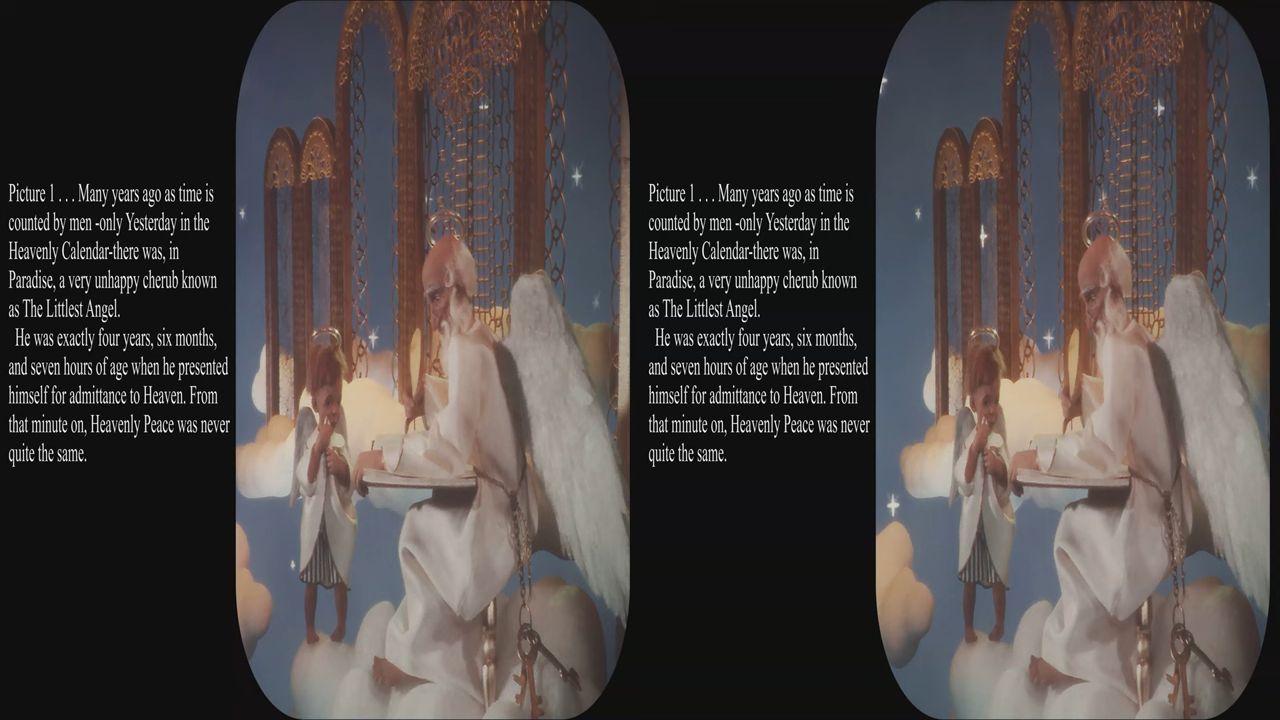 Picture 1 . . . Many years ago as time is
counted by men -only Yesterday in the
Heavenly Calendar-there was, in
Paradise, a very unhappy cherub known
as The Littlest Angel.
He was exactly four years, six months,
and seven hours of age when he presented
himself for admittance to Heaven. From
that minute on, Heavenly Peace was never
quite the same.
Picture 1 . . . Many years ago as time is
counted by men -only Yesterday in the
Heavenly Calendar-there was, in
Paradise, a very unhappy cherub known
as The Littlest Angel.
He was exactly four years, six months,
and seven hours of age when he presented
himself for admittance to Heaven. From
that minute on, Heavenly Peace was never
quite the same.